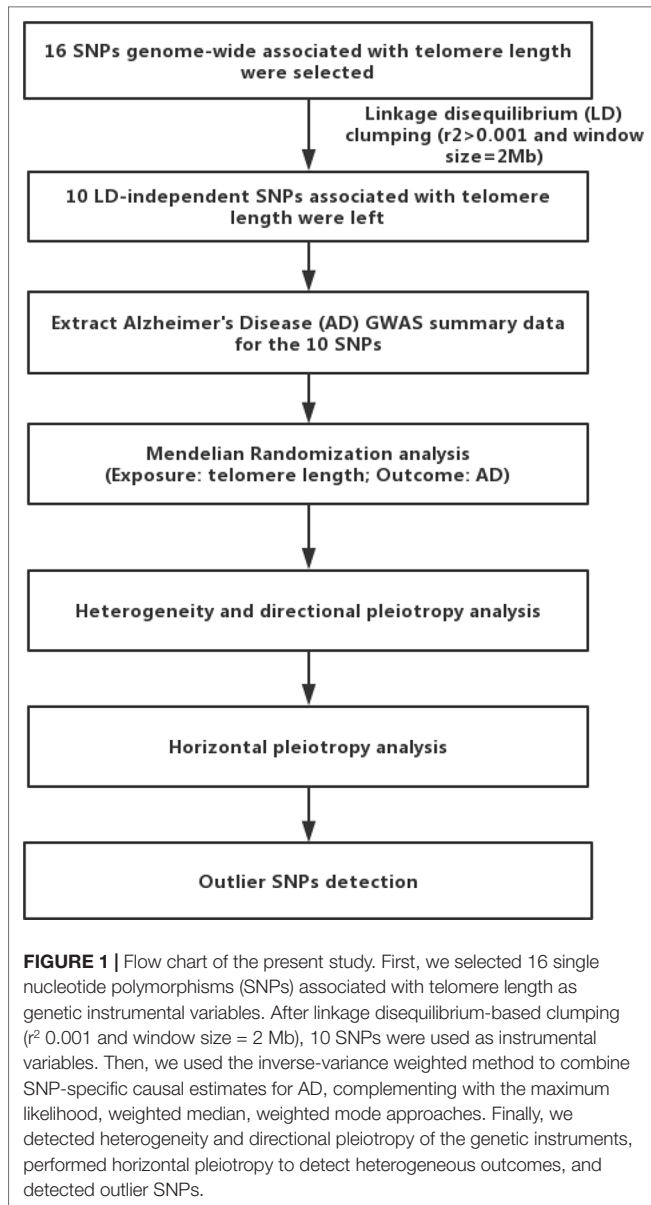 16 SNPs genome-wide associated with telomere length
were selected
Linkage disequilibrium (LD)
clumping (r2>0.001 and window
size=2Mb)
10 LD-independent SNPs associated with telomere
length were left
Extract Alzheimer's Disease (AD) GWAS summary data
for the 10 SNPs
Mendelian Randomization analysis
(Exposure: telomere length; Outcome: AD)
Heterogeneity and directional pleiotropy analysis
Horizontal pleiotropy analysis
Outlier SNPs detection
FIGURE 1 | Flow chart of the present study. First, we selected 16 single
nucleotide polymorphisms (SNPs) associated with telomere length as
genetic instrumental variables. After linkage disequilibrium-based clumping
(r² 0.001 and window size = 2 Mb), 10 SNPs were used as instrumental
variables. Then, we used the inverse-variance weighted method to combine
SNP-specific causal estimates for AD, complementing with the maximum
likelihood, weighted median, weighted mode approaches. Finally, we
detected heterogeneity and directional pleiotropy of the genetic instruments,
performed horizontal pleiotropy to detect heterogeneous outcomes, and
detected outlier SNPs.